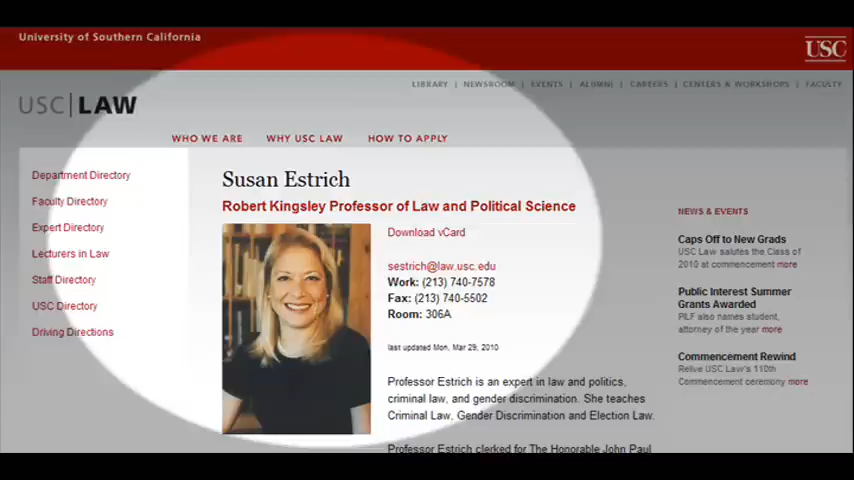 University of Southern California
USC
LIBRARY | NEWSROOM | EVENTS | ALUMNI | CAREERS | CENTERS & WORKSHOPS | FACULTY
USC|LAW
WHO WE ARE WHY USC LAW HOW TO APPLY
Department Directory
Faculty Directory
Expert Directory
Lecturers in Law
Staff Directory
USC Directory
Driving Directions
Susan Estrich
Robert Kingsley Professor of Law and Political Science
Download vCard
sestrich@law.usc.edu
Work: (213) 740-7578
Fax: (213) 740-5502
Room: 306A
last updated Mon, Mar 29, 2010
Professor Estrich is an expert in law and politics,
criminal law, and gender discrimination. She teaches
Criminal Law, Gender Discrimination and Election Law.
Professor Estrich clerked for The Honorable John Paul
NEWS & EVENTS
Caps Off to New Grads
USC Law salutes the Class of
2010 at commencement more
Public Interest Summer
Grants Awarded
PILF also names student,
attorney of the year more
Commencement Rewind
Relive USC Law's 110th
Commencement ceremony more